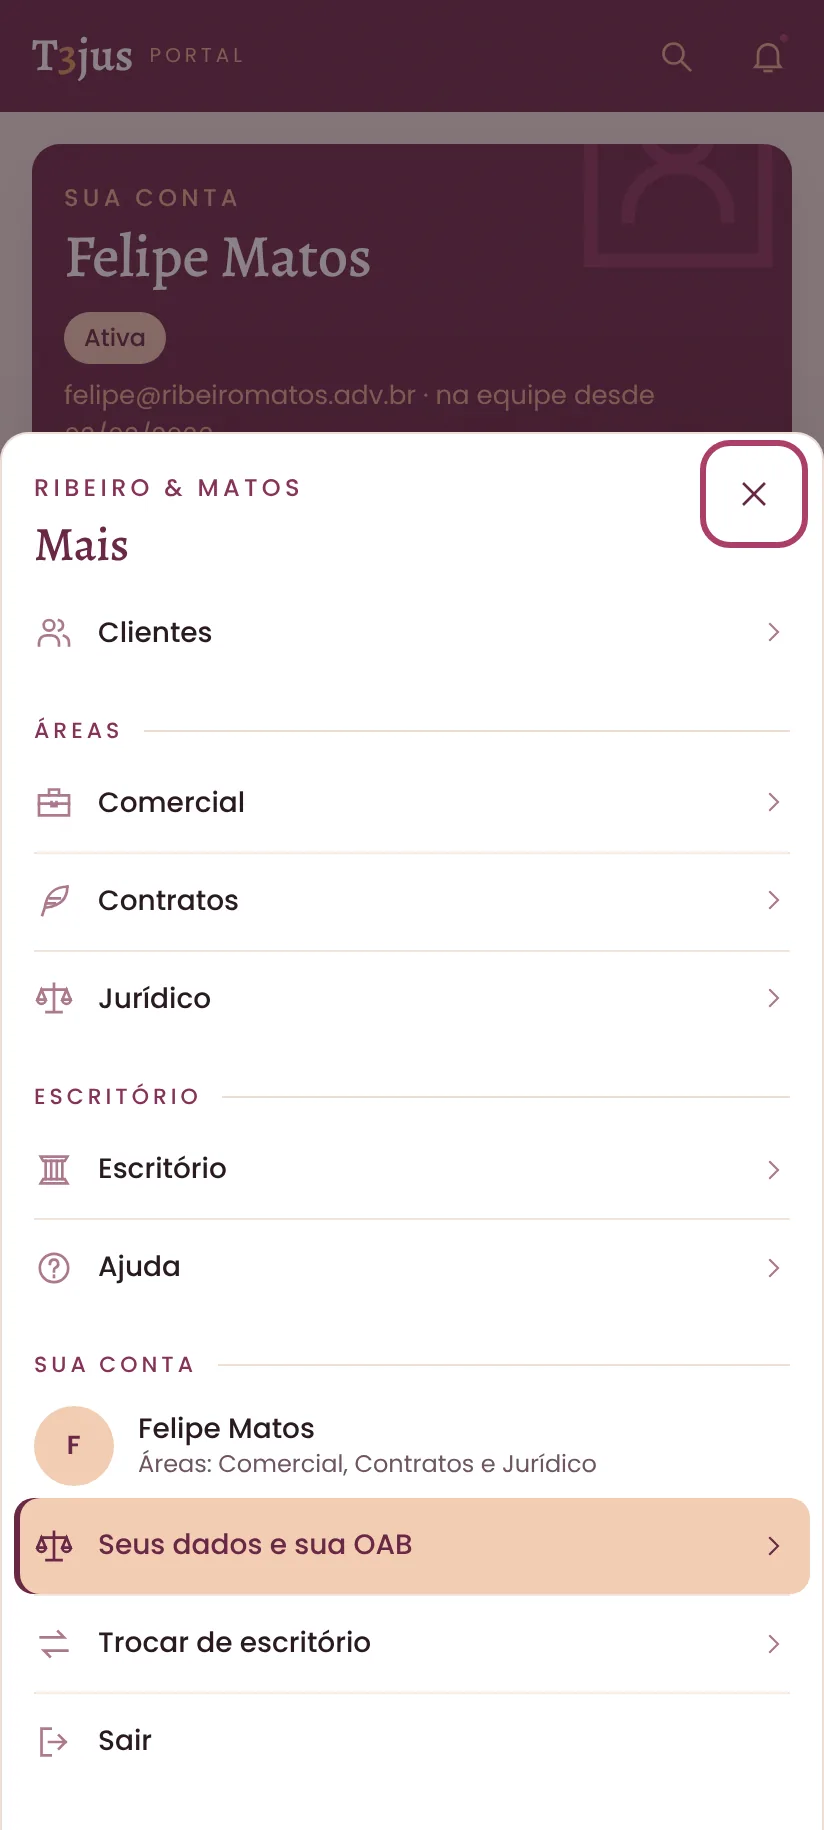 T3jus PORTAL
SUA CONTA
Felipe Matos
Ativa
felipe@ribeiromatos.adv.br · na equipe desde
RIBEIRO & MATOS
Mais
Clientes
ÁREAS
Comercial
Contratos
Jurídico
ESCRITÓRIO
Escritório
Ajuda
SUA CONTA
F
Felipe Matos
Áreas: Comercial, Contratos e Jurídico
Seus dados e sua OAB
Trocar de escritório
Sair